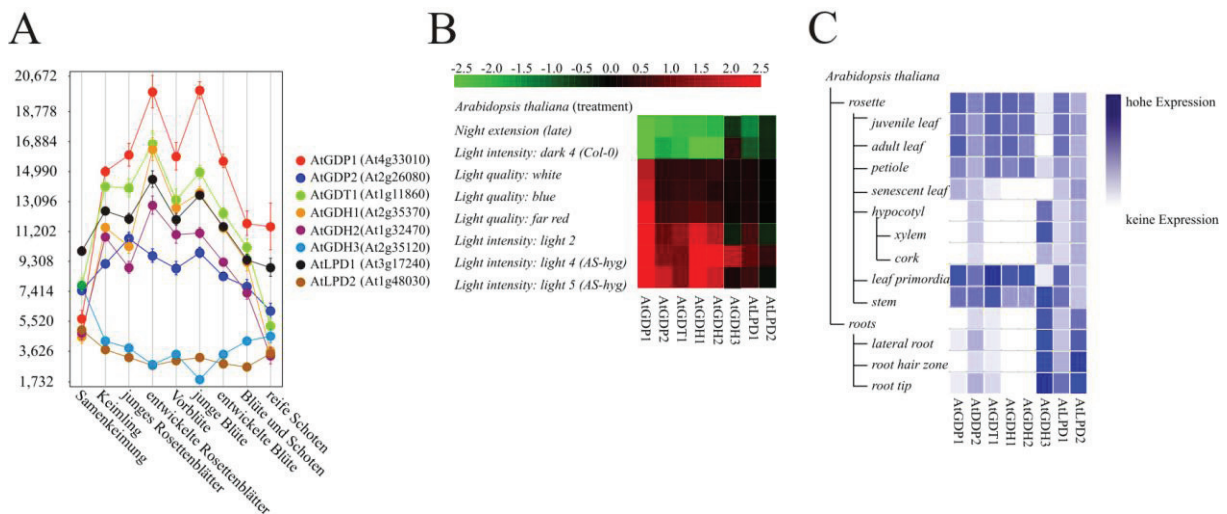 A
20,672
18,778
16,884
14,990
13,096
11,202
9,308
7,414
5,520
3,626
1,732
Samenkeimung
Keimling
junges Rosettenblätter
entwickelte Rosettenblätter
Vorblüte
junge Blüte
entwickelte Blüte
Blüte und Schoten
reife Schoten
AtGDP1 (At4g33010)
AtGDP2 (At2g26080)
AtGDT1 (At1g11860)
AtGDH1 (At2g35370)
AtGDH2 (At1g32470)
AtGDH3 (At2g35120)
AtLPD1 (At3g17240)
AtLPD2 (At1g48030)
B
-2.5 -2.0 -1.5 -1.0 -0.5 0.0 0.5 1.0 1.5 2.0 2.5
Arabidopsis thaliana (treatment)
Night extension (late)
Light intensity: dark 4 (Col-0)
Light quality: white
Light quality: blue
Light quality: far red
Light intensity: light 2
Light intensity: light 4 (AS-hyg)
Light intensity: light 5 (AS-hyg)
AtGDP1
AtGDP2
AtGDT1
AtGDH1
AtGDH2
AtGDH3
AtLPD1
AtLPD2
C
Arabidopsis thaliana
rosette
juvenile leaf
adult leaf
petiole
senescent leaf
hypocotyl
xylem
cork
leaf primordia
stem
roots
lateral root
root hair zone
root tip
AtGDP1
AtDDP2
AtGDT1
AtGDH1
AtGDH2
AtGDH3
AtLPD1
AtLPD2
hohe Expression
keine Expression